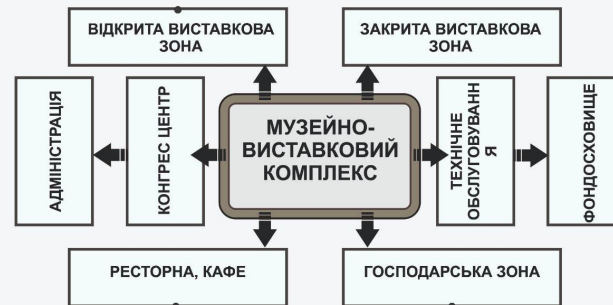 ВІДКРИТА ВИСТАВКОВА
ЗОНА
ЗАКРИТА ВИСТАВКОВА
ЗОНА
АДМІНІСТРАЦІЯ
КОНГРЕС ЦЕНТР
МУЗЕЙНО-
ВИСТАВКОВИЙ
КОМПЛЕКС
ТЕХНІЧНЕ
ОБСЛУГОВУВАНН
Я
ФОНДОСХОВИЩЕ
РЕСТОРНА, КАФЕ
ГОСПОДАРСЬКА ЗОНА